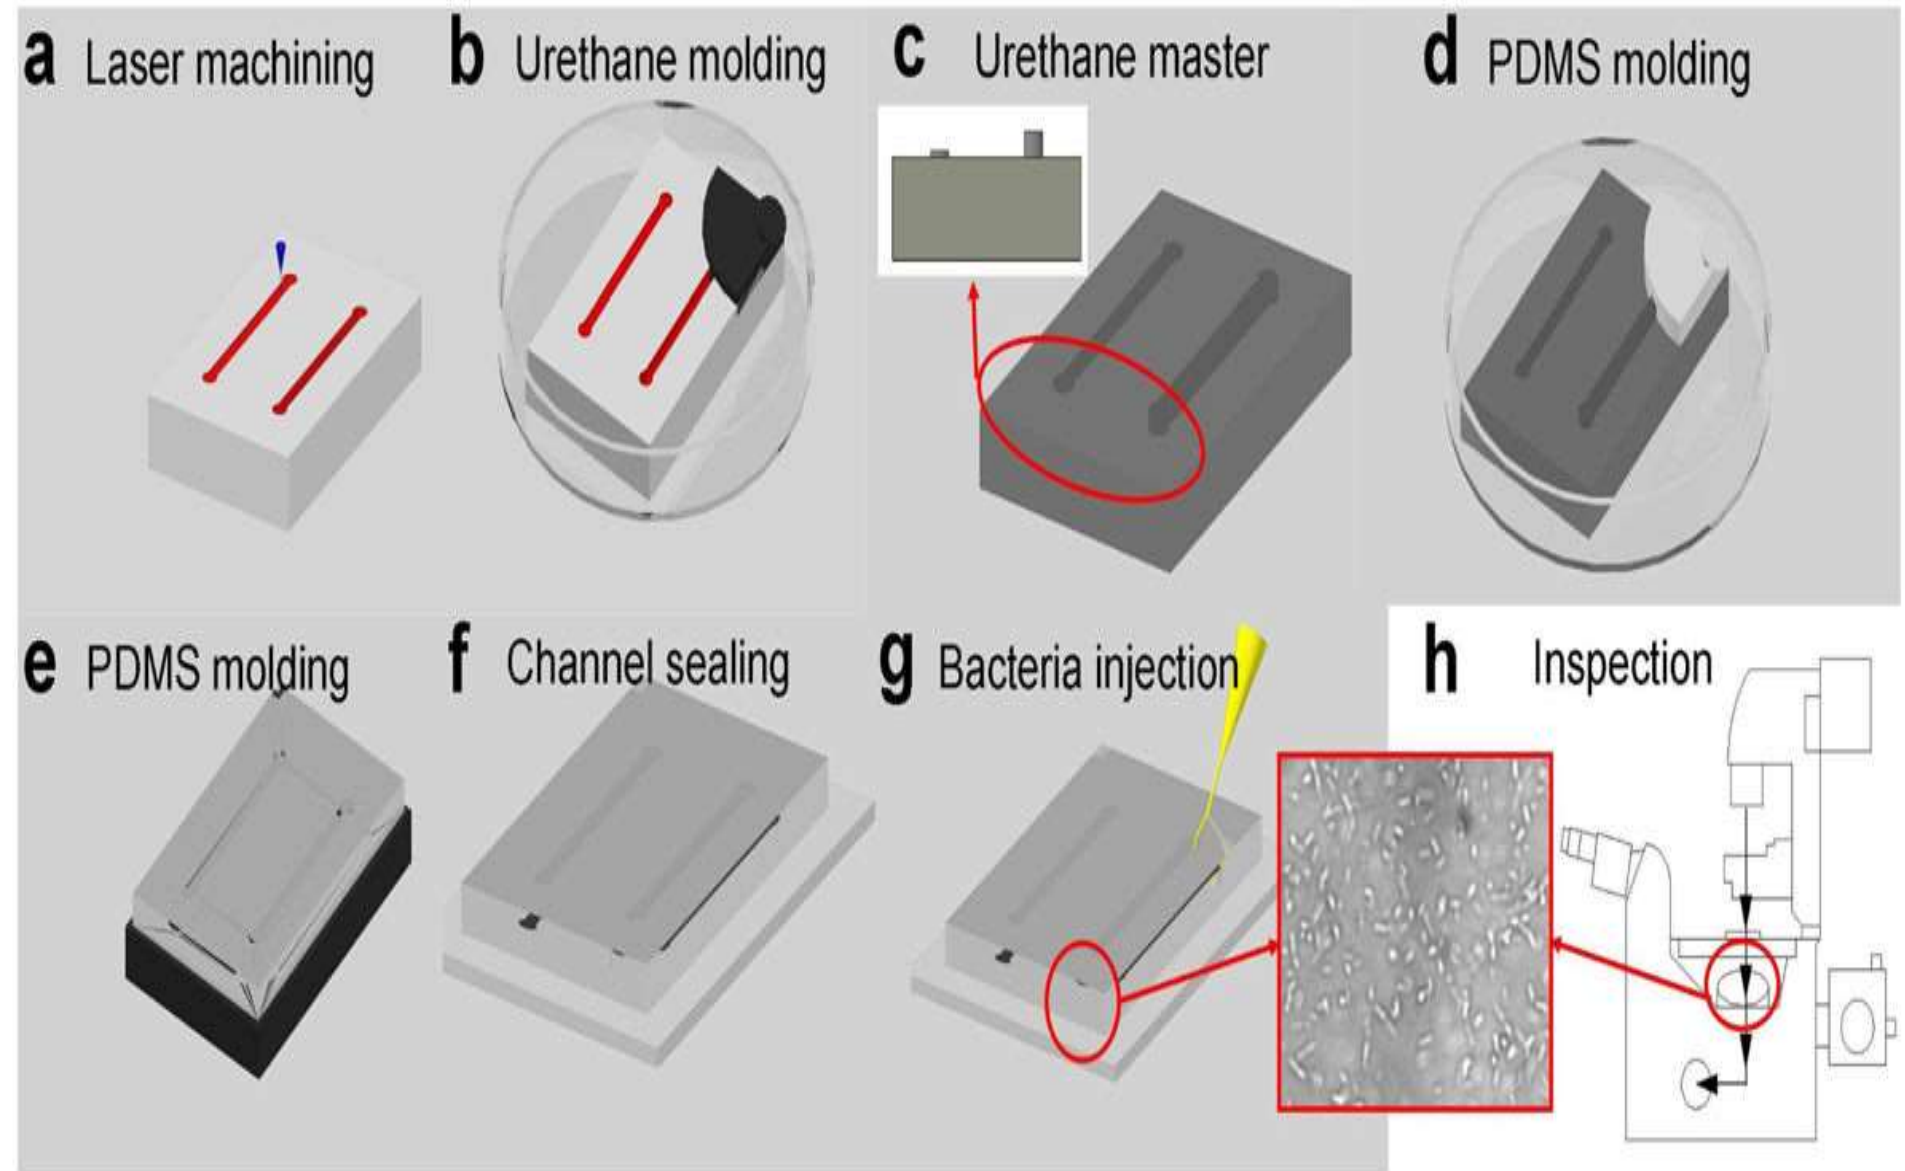 a Laser machining
b Urethane molding
c Urethane master
d PDMS molding
e PDMS molding
f Channel sealing
g Bacteria injection
h Inspection